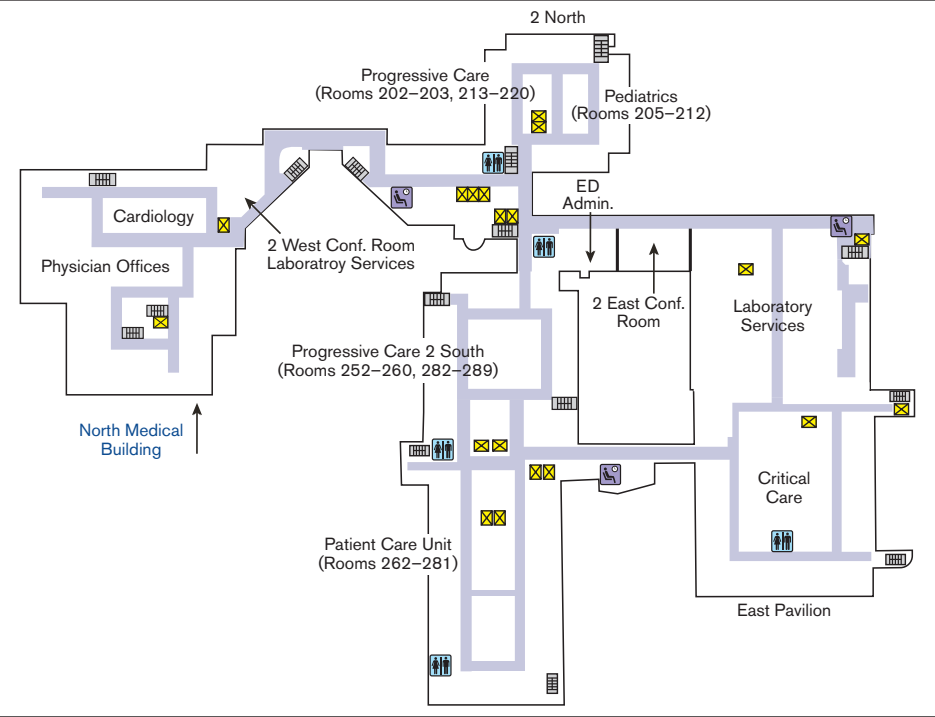 2 North
Progressive Care
(Rooms 202–203, 213–220)
Pediatrics
(Rooms 205–212)
ED
Admin.
Cardiology
2 West Conf. Room
Laboratroy Services
Physician Offices
2 East Conf.
Room
Laboratory
Services
Progressive Care 2 South
(Rooms 252–260, 282–289)
North Medical
Building
Critical
Care
Patient Care Unit
(Rooms 262–281)
East Pavilion